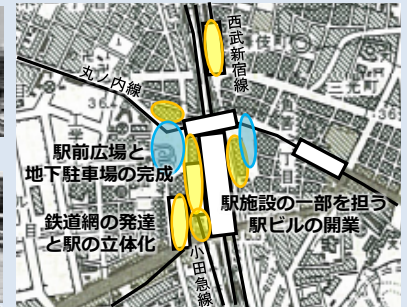 西武新宿線
丸ノ内線
駅前広場と
地下駐車場の完成
鉄道網の発達
と駅の立体化
駅施設の一部を担う
駅ビルの開業
小田急線